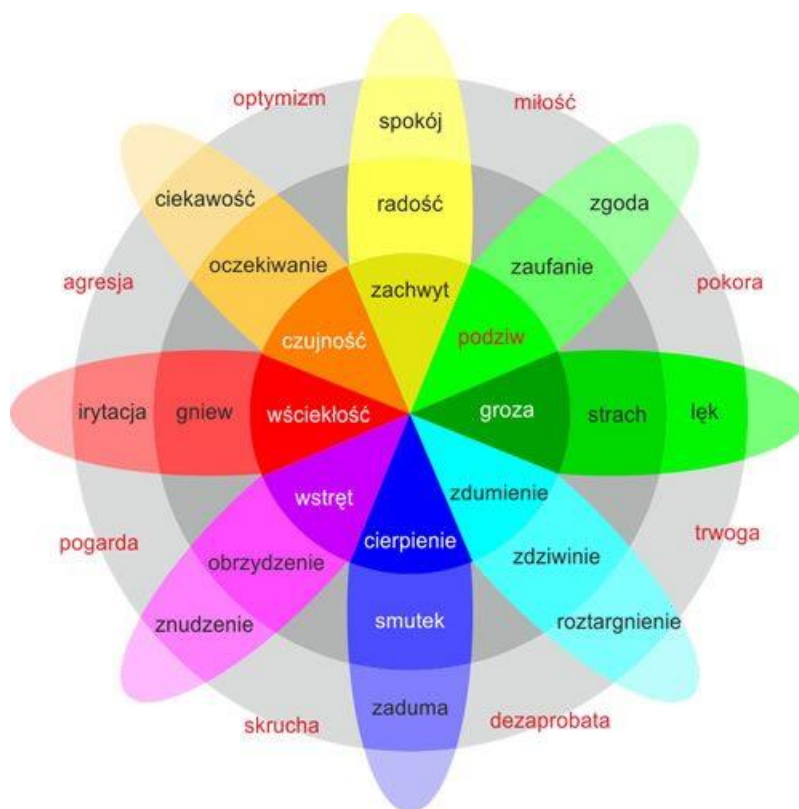 optymizm
miłość
spokój
ciekawość
radość
zgoda
oczekiwanie
zaufanie
agresja
pokora
zachwyt
czujność
podziw
irytacja
gniew
wściekłość
groza
strach
lęk
wstręt
zdumienie
pogarda
cierpienie
trwoga
obrzydzenie
zdziwinie
znudzenie
smutek
roztargnienie
zaduma
skrucha
dezaprobata